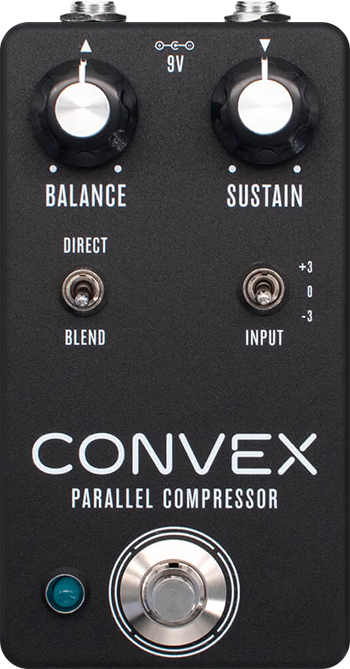 9V
BALANCE
SUSTAIN
DIRECT
BLEND
+3
0
-3
INPUT
CONVEX
PARALLEL COMPRESSOR